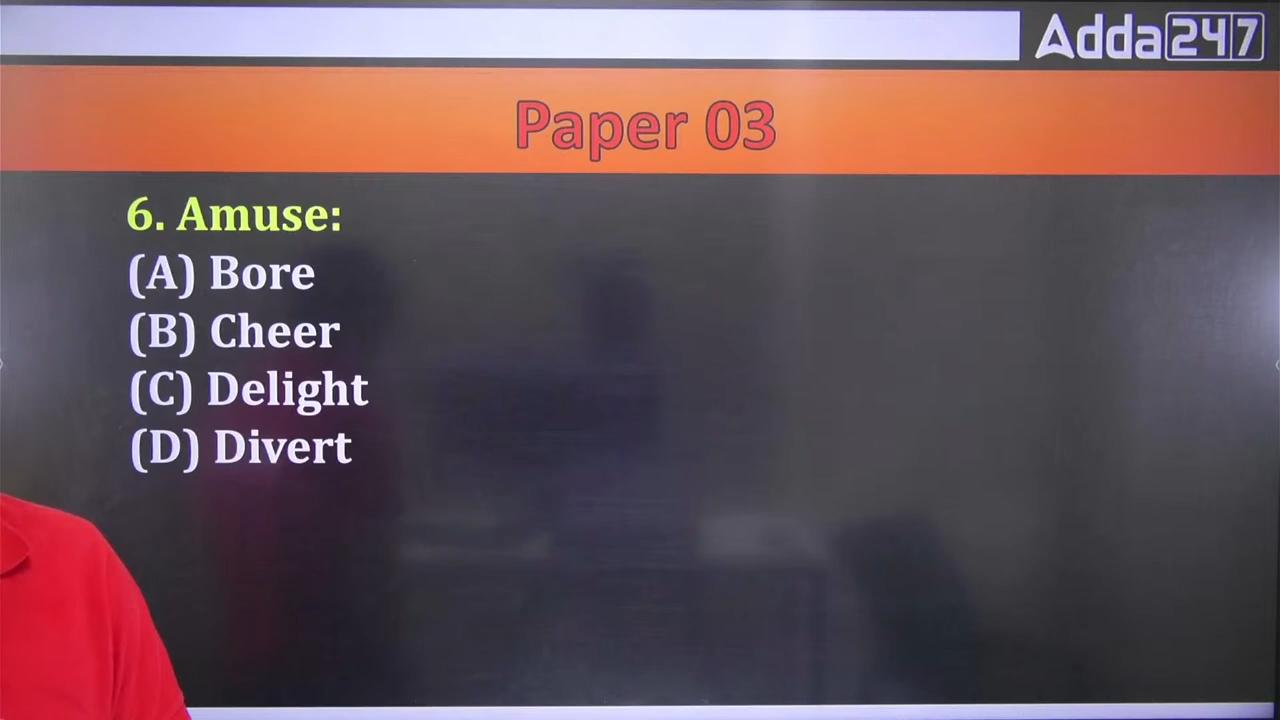 Adda247
Paper 03
6. Amuse:
(A) Bore
(B) Cheer
(C) Delight
(D) Divert